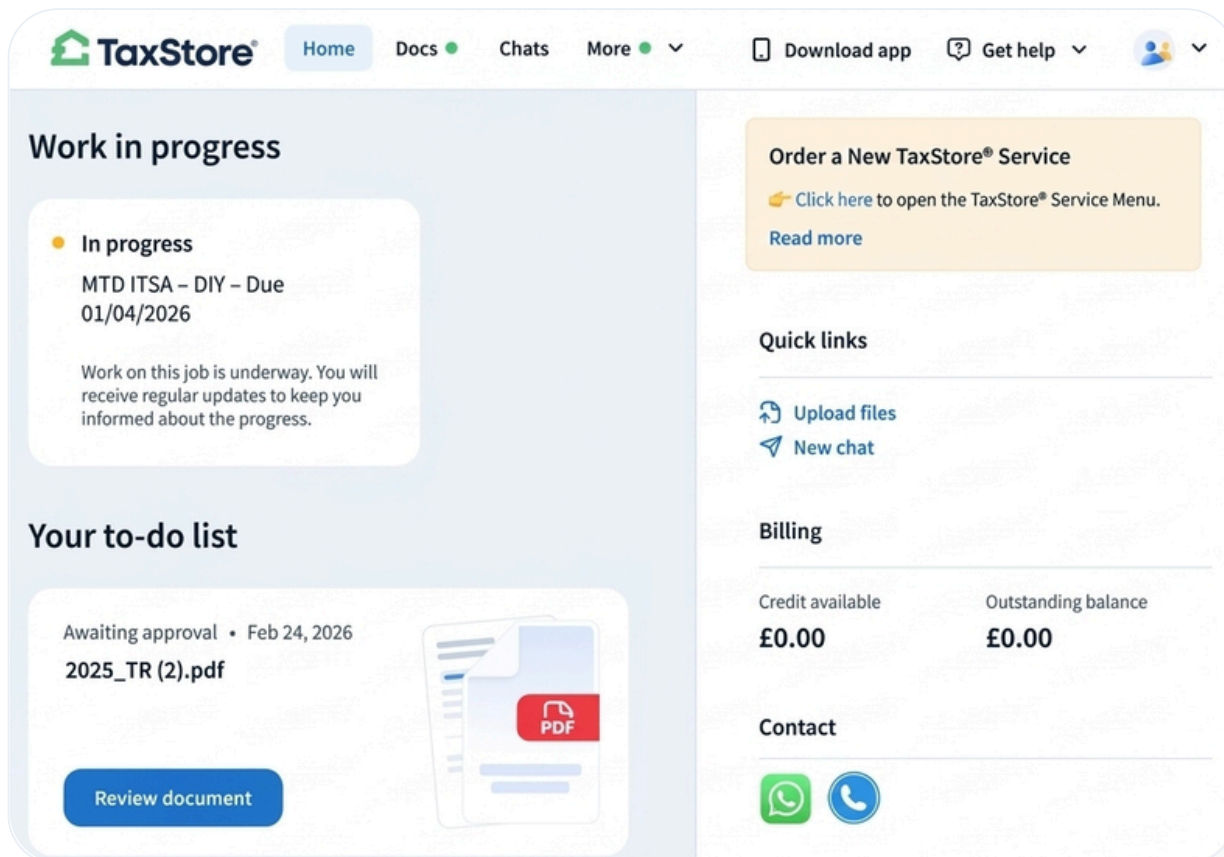 TaxStore®
Home
Docs
Chats
More
Download app
Get help
Work in progress
In progress
MTD ITSA – DIY – Due
01/04/2026
Work on this job is underway. You will
receive regular updates to keep you
informed about the progress.
Your to-do list
Awaiting approval • Feb 24, 2026
2025_TR (2).pdf
PDF
Review document
Order a New TaxStore® Service
👉 Click here to open the TaxStore® Service Menu.
Read more
Quick links
Upload files
New chat
Billing
Credit available
Outstanding balance
£0.00
£0.00
Contact